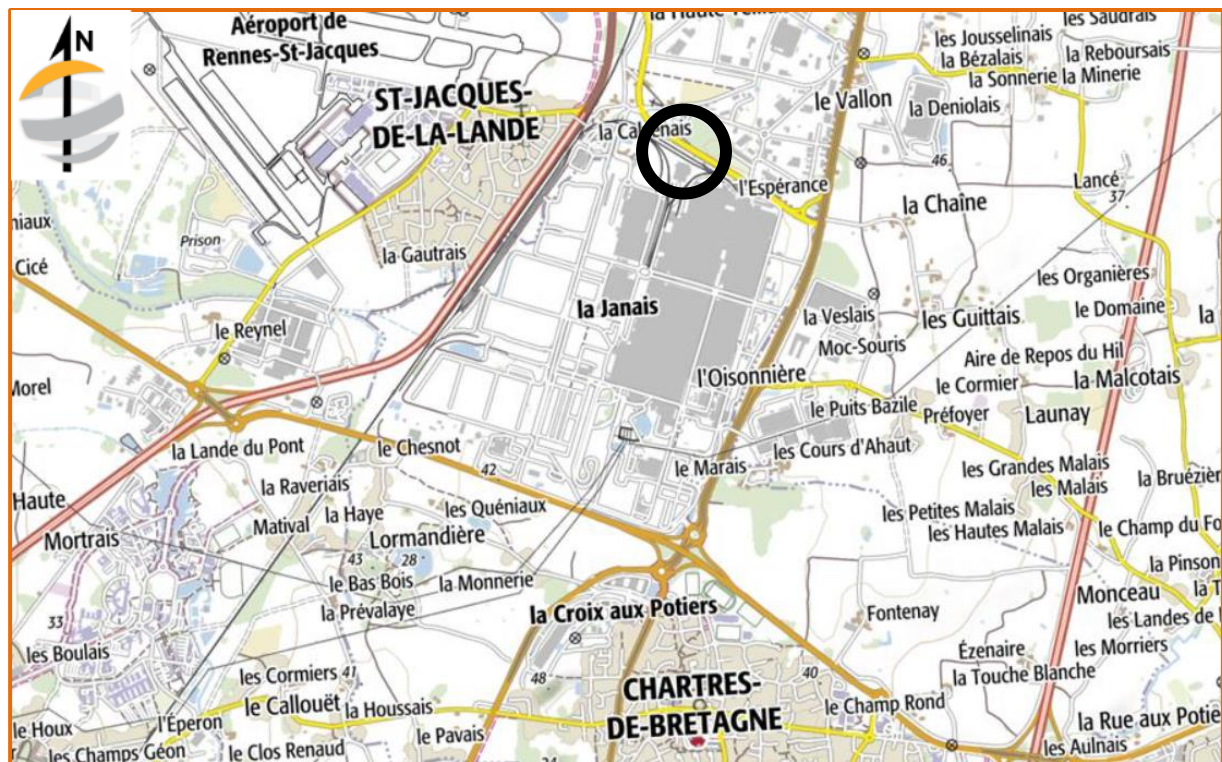 N
Aéroport de
Rennes-St-Jacques
les Saudrais
les Jousselinais
la Bézalais
la Reboursais
la Sonnerie
la Minerie
ST-JACQUES-
DE-LA-LANDE
le Vallon
la Deniolais
46
l'Espérance
Lancé
37
la Chaîne
niaux
Prison
la Gautrais
Cicé
les Organières
la Janais
le Reynel
la Veslais
les Guittais
le Domaine
la
Moc-Souris
Aire de Repos du Hil
Morel
l'Oisonnière
le Cormier
la Malcotais
le Puits Bazile
Préfoyer
Launay
la Lande du Pont
le Chesnot
42
le Marais
les Cours d'Ahaut
les Grandes Malais
la Bruézièr
la Raveriais
les Malais
Haute
la Haye
les Quéniaux
les Petites Malais
Mortrais
Matival
Lormandière
les Hautes Malais
le Champ du Fo
43
28
la Pinson
le Bas Bois
la Monnerie
Monceau
la T
la Prévalaye
la Croix aux Potiers
Fontenay
les Landes de
33
Ézenaire
les Morriers
les Boulais
la Touche Blanche
les Cormiers
41
48
40
CHARTRES-
DE-BRETAGNE
le Callouët
la Houssais
le Champ Rond
le Houx
l'Éperon
la Rue aux Potie
les Champs Géon
le Clos Renaud
le Pavais
les Aulnais